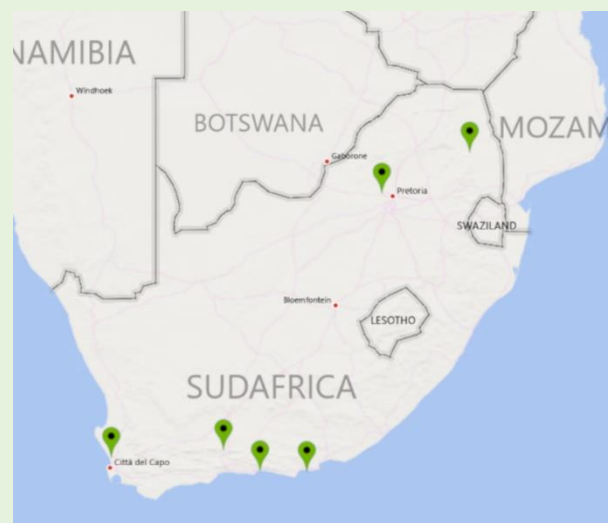 NAMIBIA
Windhoek
BOTSWANA
MOZAM
Gaborone
Pretoria
SWAZILAND
Bloemfontein
LESOTHO
SUDAFRICA
Città del Capo